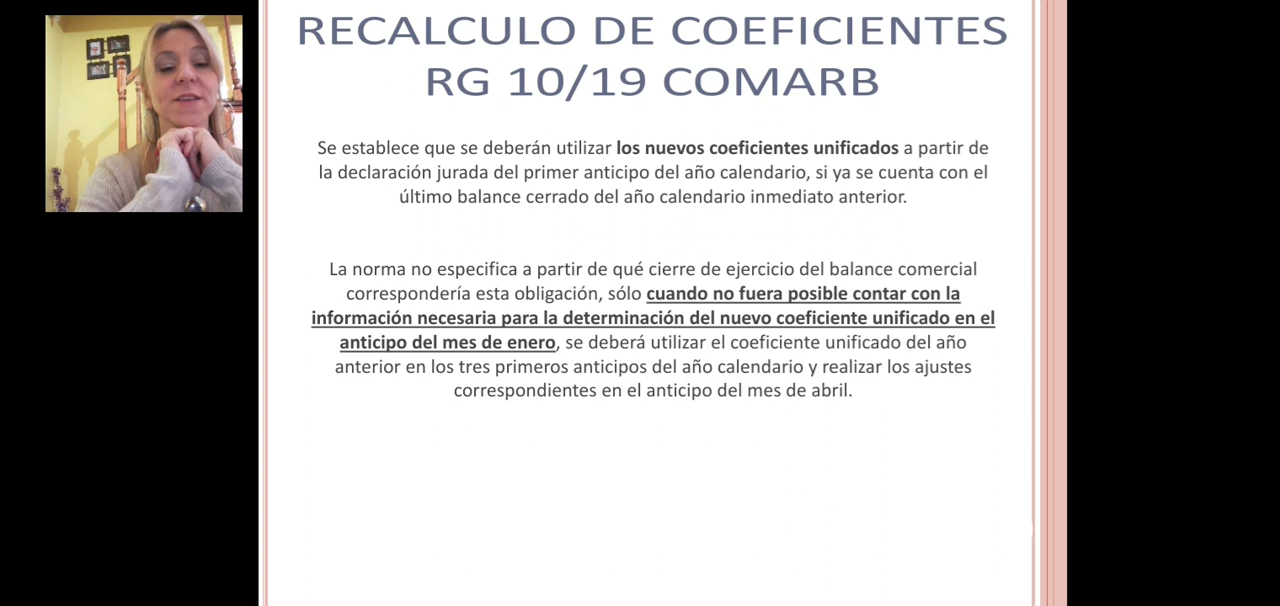 RECALCULO DE COEFICIENTES
RG 10/19 COMARB
Se establece que se deberán utilizar los nuevos coeficientes unificados a partir de
la declaración jurada del primer anticipo del año calendario, si ya se cuenta con el
último balance cerrado del año calendario inmediato anterior.
La norma no especifica a partir de qué cierre de ejercicio del balance comercial
correspondería esta obligación, sólo cuando no fuera posible contar con la
información necesaria para la determinación del nuevo coeficiente unificado en el
anticipo del mes de enero, se deberá utilizar el coeficiente unificado del año
anterior en los tres primeros anticipos del año calendario y realizar los ajustes
correspondientes en el anticipo del mes de abril.